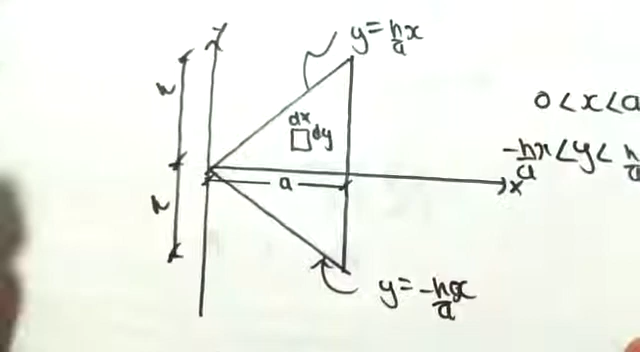 y
y = hx/a
h
dx
dy
0 < x < a
-hx/a < y < h
a
x
h
y = -hx/a